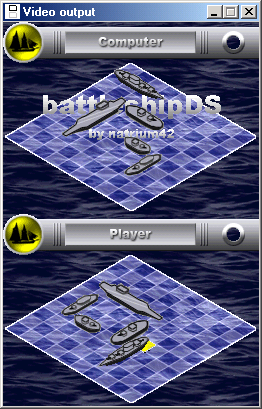 Video output
Computer
battleshipDS
by natrium42
Player